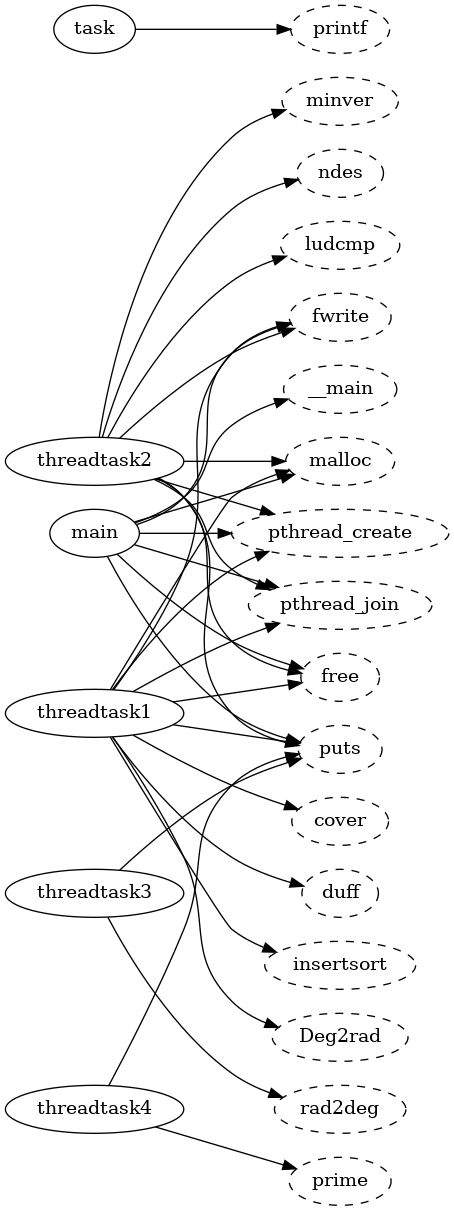 task
printf
minver
ndes
ludcmp
fwrite
__main
threadtask2
malloc
main
pthread_create
pthread_join
free
threadtask1
puts
cover
threadtask3
duff
insertsort
Deg2rad
threadtask4
rad2deg
prime